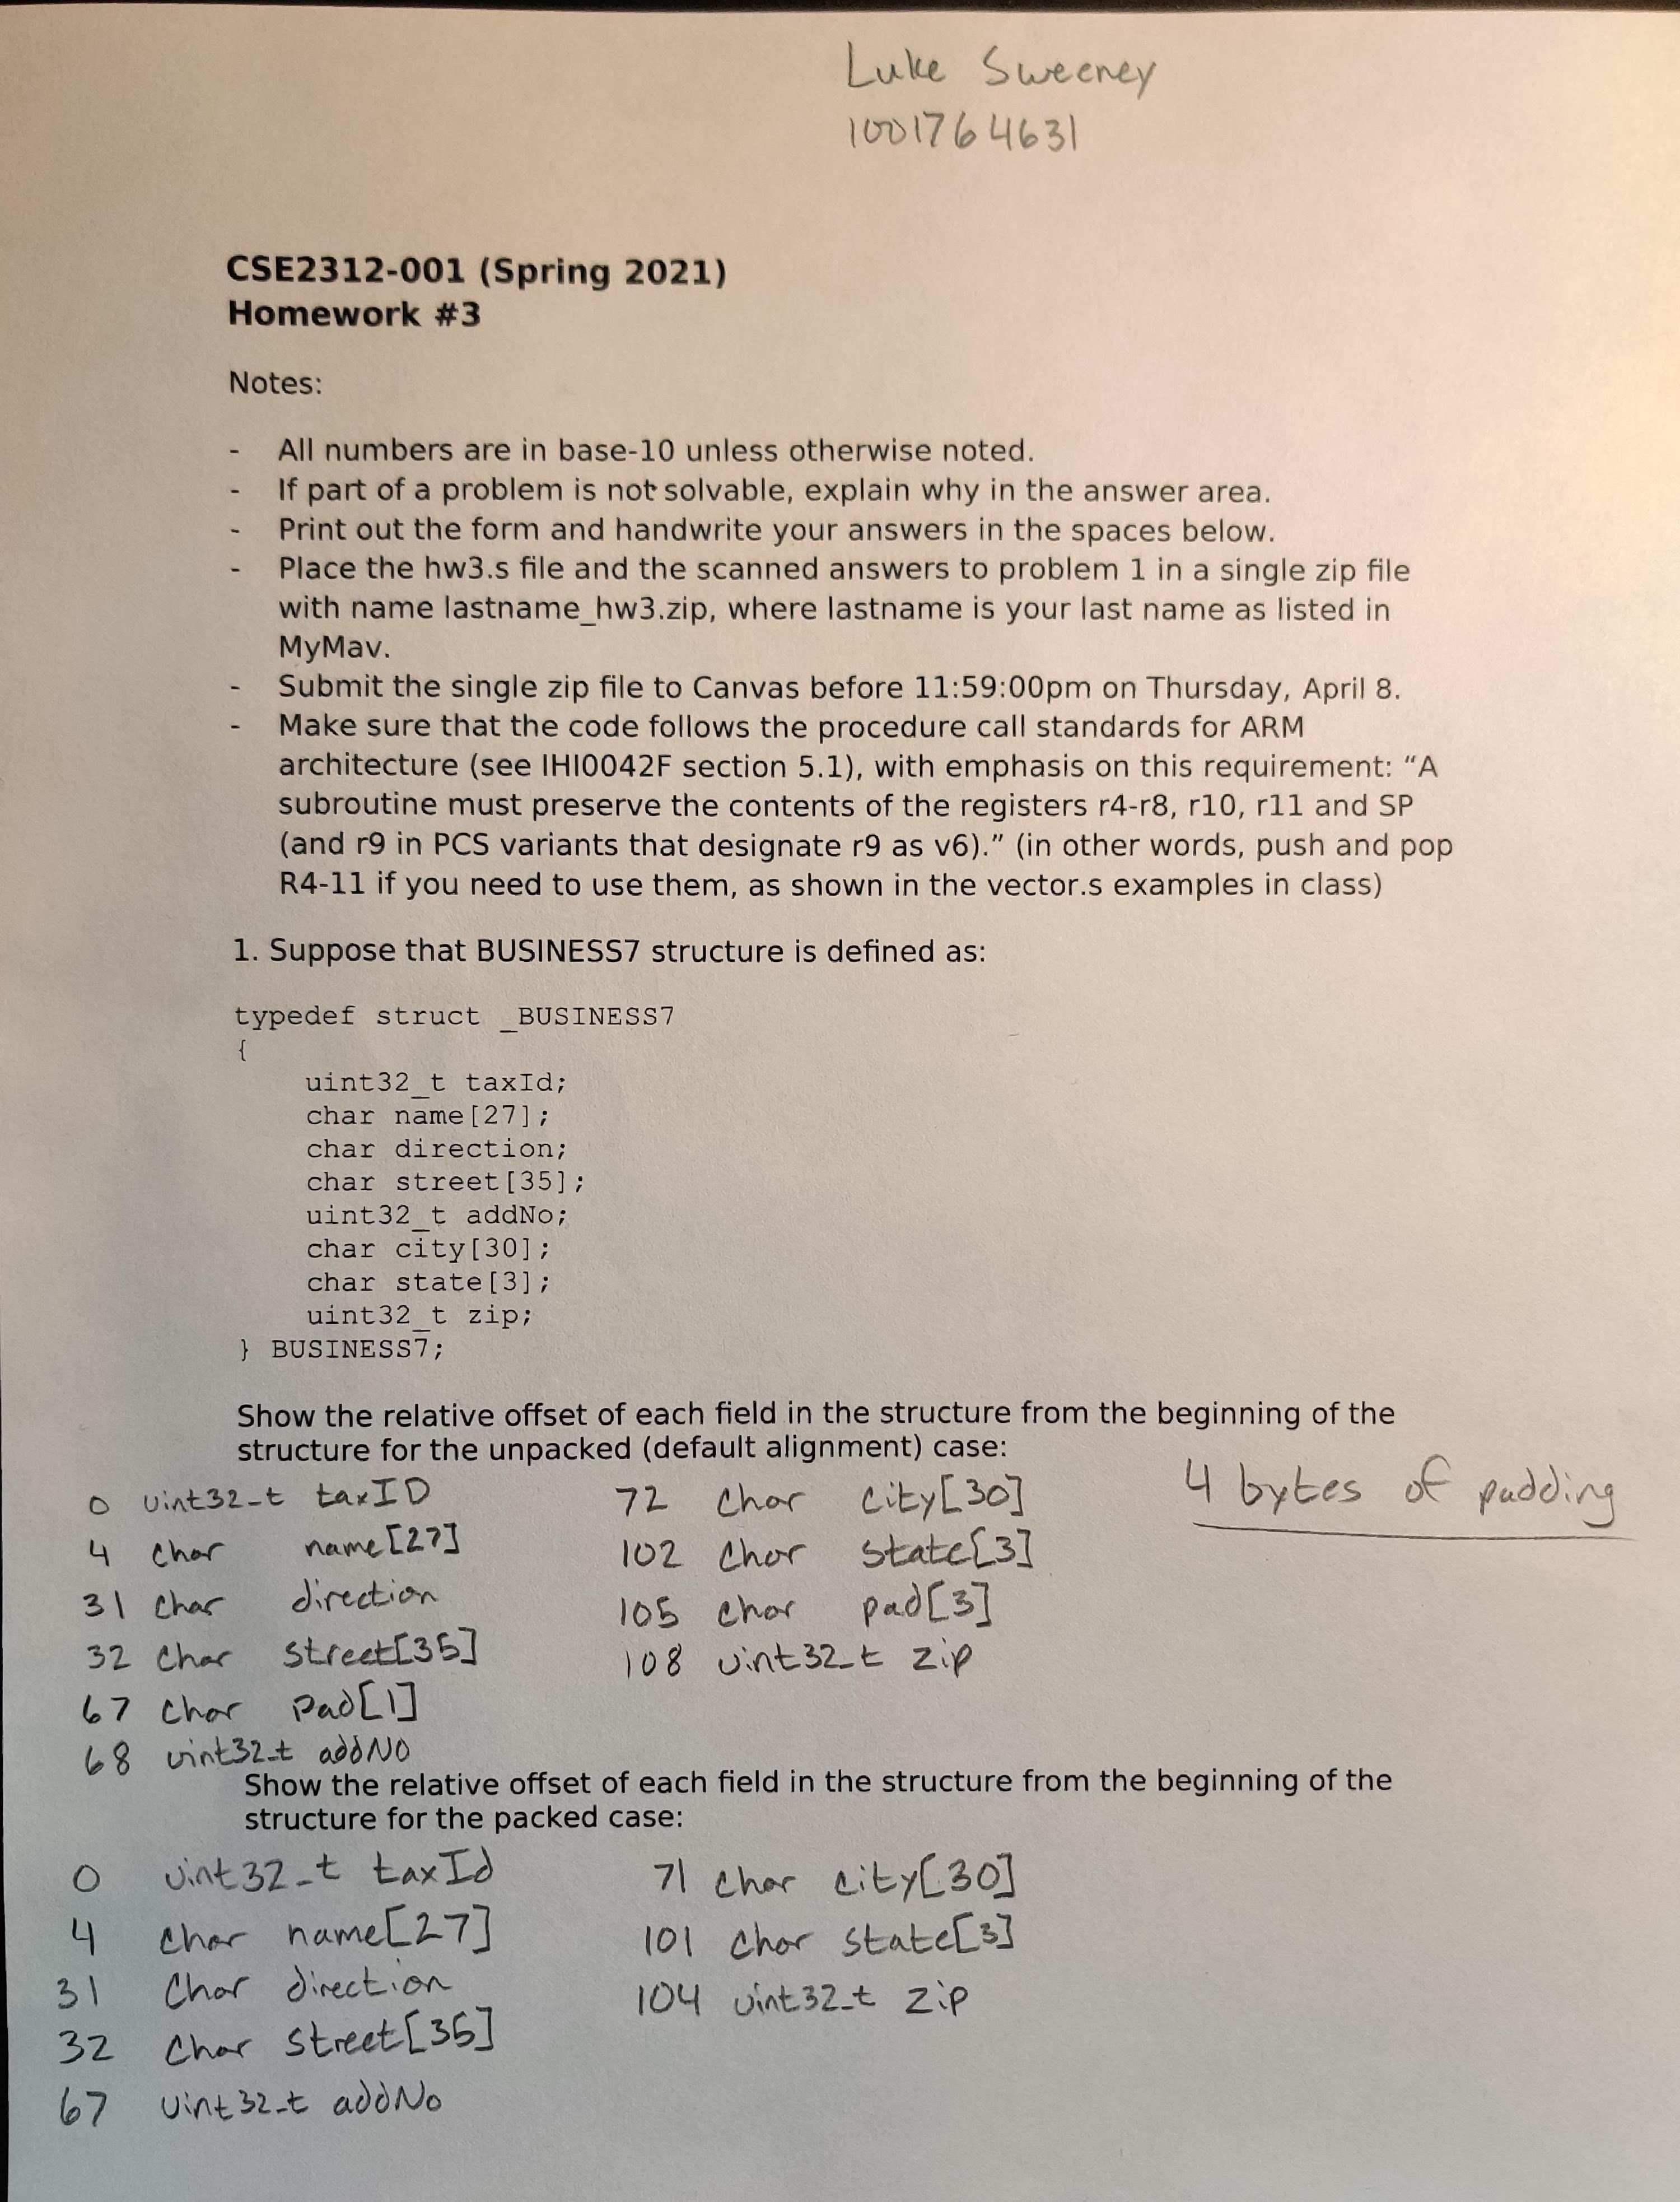 Luke Sweeney
1001764631
CSE2312-001 (Spring 2021)
Homework #3
Notes:
- All numbers are in base-10 unless otherwise noted.
- If part of a problem is not solvable, explain why in the answer area.
- Print out the form and handwrite your answers in the spaces below.
- Place the hw3.s file and the scanned answers to problem 1 in a single zip file
with name lastname_hw3.zip, where lastname is your last name as listed in
MyMav.
- Submit the single zip file to Canvas before 11:59:00pm on Thursday, April 8.
- Make sure that the code follows the procedure call standards for ARM
architecture (see IHI0042F section 5.1), with emphasis on this requirement: “A
subroutine must preserve the contents of the registers r4-r8, r10, r11 and SP
(and r9 in PCS variants that designate r9 as v6).” (in other words, push and pop
R4-11 if you need to use them, as shown in the vector.s examples in class)
1. Suppose that BUSINESS7 structure is defined as:
typedef struct _BUSINESS7
{
uint32_t taxId;
char name[27];
char direction;
char street[35];
uint32_t addNo;
char city[30];
char state[3];
uint32_t zip;
} BUSINESS7;
Show the relative offset of each field in the structure from the beginning of the
structure for the unpacked (default alignment) case:
0 uint32_t taxID
4 char name[27]
31 char direction
32 char street[35]
67 char pad[1]
68 uint32_t addNO
72 char city[30]
102 char state[3]
105 char pad[3]
108 uint32_t zip
4 bytes of padding
Show the relative offset of each field in the structure from the beginning of the
structure for the packed case:
0 uint32_t taxId
4 char name[27]
31 char direction
32 char street[35]
67 uint32_t addNo
71 char city[30]
101 char state[3]
104 uint32_t zip